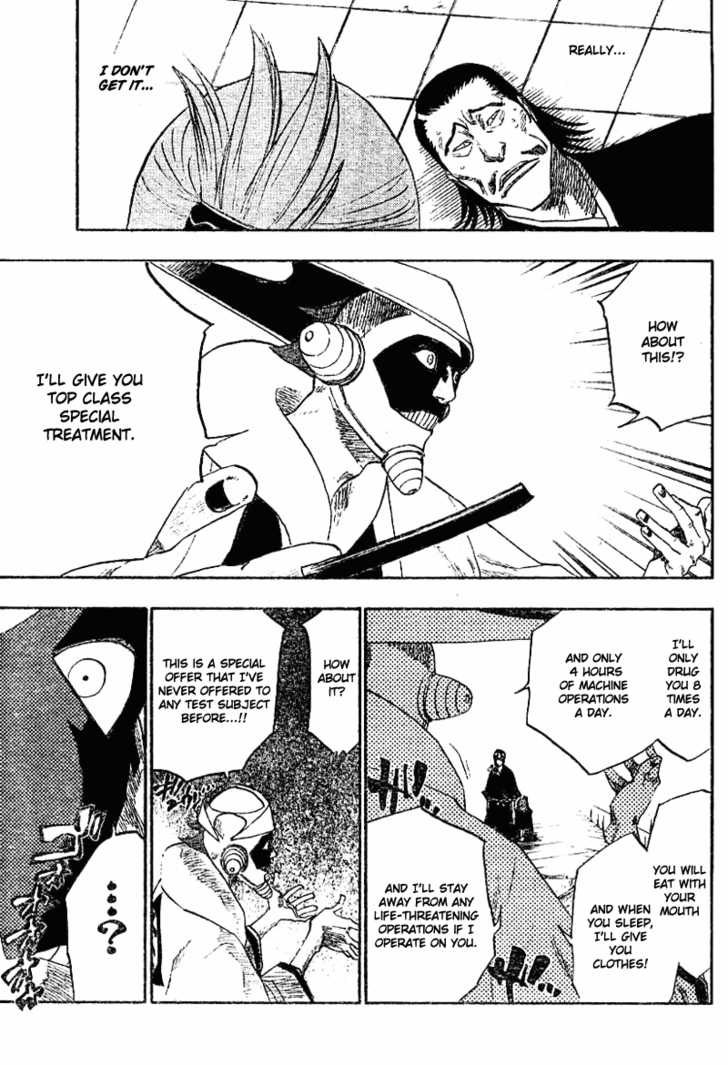 REALLY...
I DON'T
GET IT...
HOW
ABOUT
THIS!?
I'LL GIVE YOU
TOP CLASS
SPECIAL
TREATMENT.
I'LL
ONLY
DRUG
YOU 8
TIMES
A DAY.
AND ONLY
4 HOURS
OF MACHINE
OPERATIONS
A DAY.
YOU WILL
EAT WITH
YOUR
MOUTH
AND WHEN
YOU SLEEP,
I'LL GIVE
YOU
CLOTHES!
AND I'LL STAY
AWAY FROM ANY
LIFE-THREATENING
OPERATIONS IF I
OPERATE ON YOU.
HOW
ABOUT
IT?
THIS IS A SPECIAL
OFFER THAT I'VE
NEVER OFFERED TO
ANY TEST SUBJECT
BEFORE...!!
...?